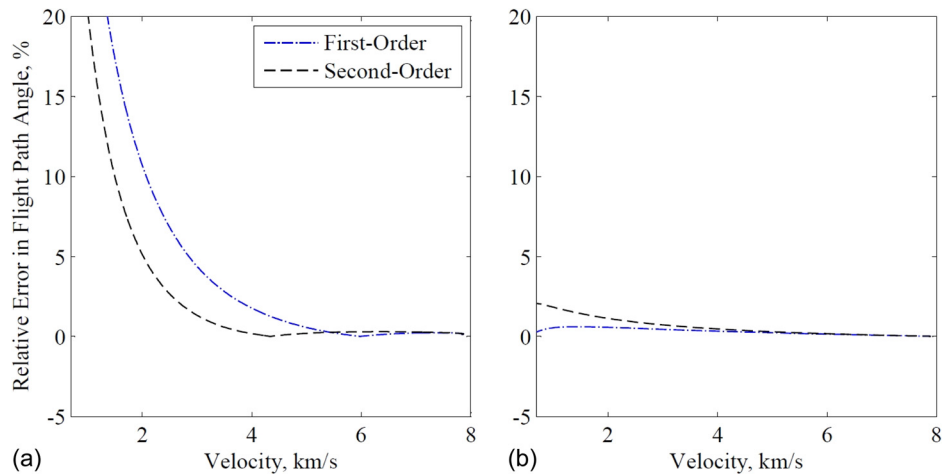 Relative Error in Flight Path Angle, %
20
15
10
5
0
-5
First-Order
Second-Order
2
4
6
8
Velocity, km/s
(a)
20
15
10
5
0
-5
2
4
6
8
Velocity, km/s
(b)